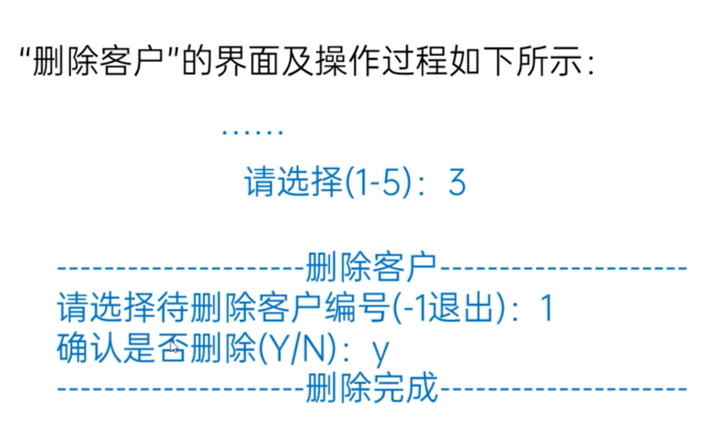 “删除客户”的界面及操作过程如下所示：
……
请选择(1-5)：3
---------------------删除客户---------------------
请选择待删除客户编号(-1退出)：1
确认是否删除(Y/N)：y
---------------------删除完成---------------------